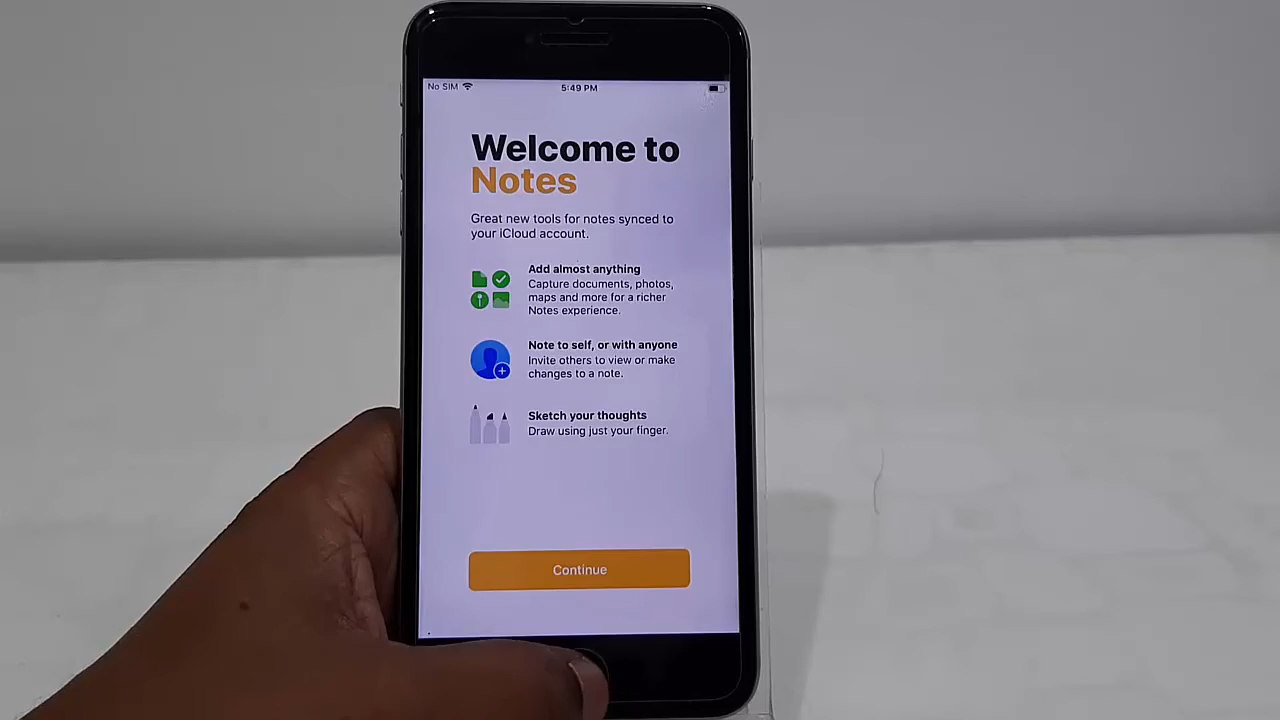 No SIM
5:49 PM
Welcome to
Notes
Great new tools for notes synced to
your iCloud account.
Add almost anything
Capture documents, photos,
maps and more for a richer
Notes experience.
Note to self, or with anyone
Invite others to view or make
changes to a note.
Sketch your thoughts
Draw using just your finger.
Continue